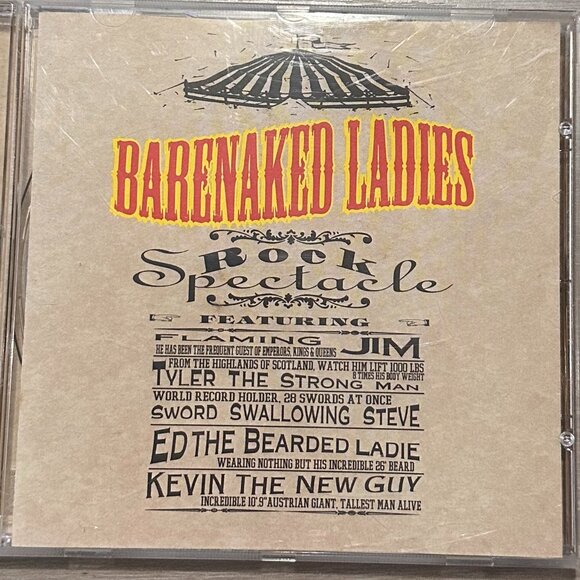 BARENAKED LADIES
ROCK
Spectacle
FEATURING
FLAMING JIM
HE HAS BEEN THE FREQUENT GUEST OF EMPERORS, KINGS & QUEENS
FROM THE HIGHLANDS OF SCOTLAND, WATCH HIM LIFT 1000 LBS
8 TIMES HIS BODY WEIGHT
TYLER THE STRONG MAN
WORLD RECORD HOLDER, 28 SWORDS AT ONCE
SWORD SWALLOWING STEVE
ED THE BEARDED LADIE
WEARING NOTHING BUT HIS INCREDIBLE 26' BEARD
KEVIN THE NEW GUY
INCREDIBLE 10'.9" AUSTRIAN GIANT, TALLEST MAN ALIVE